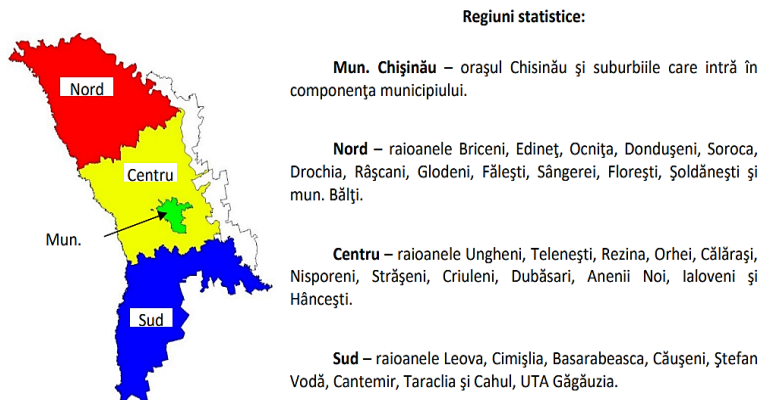 Regiuni statistice:
Nord
Centru
Mun.
Sud
Mun. Chişinău – oraşul Chisinău şi suburbiile care intră în
componenţa municipiului.
Nord – raioanele Briceni, Edineţ, Ocniţa, Donduşeni, Soroca,
Drochia, Râşcani, Glodeni, Făleşti, Sângerei, Floreşti, Şoldăneşti şi
mun. Bălţi.
Centru – raioanele Ungheni, Teleneşti, Rezina, Orhei, Călăraşi,
Nisporeni, Străşeni, Criuleni, Dubăsari, Anenii Noi, Ialoveni şi
Hânceşti.
Sud – raioanele Leova, Cimişlia, Basarabeasca, Căuşeni, Ştefan
Vodă, Cantemir, Taraclia şi Cahul, UTA Găgăuzia.